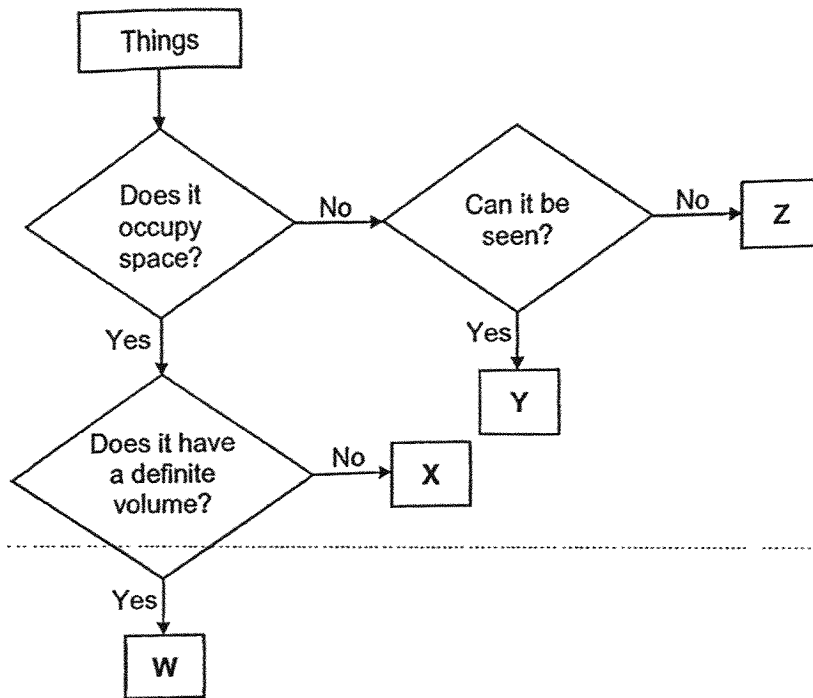 Things
Does it
occupy
space?
No
Can it be
seen?
No
Z
Yes
Yes
Y
Does it have
a definite
volume?
No
X
Yes
W